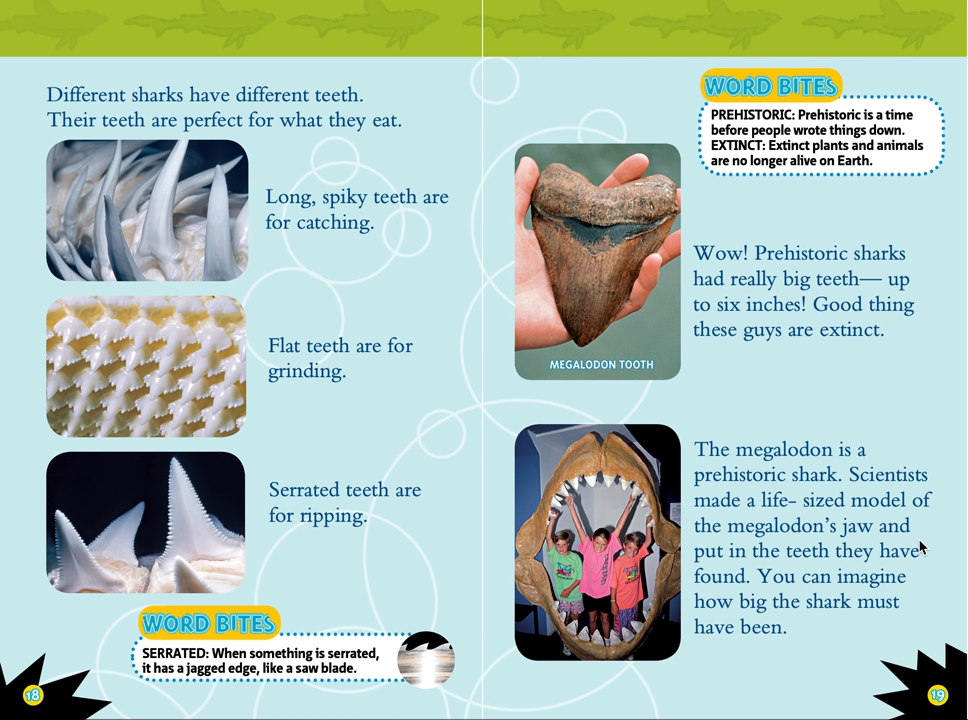 Different sharks have different teeth.
Their teeth are perfect for what they eat.
Long, spiky teeth are
for catching.
Flat teeth are for
grinding.
Serrated teeth are
for ripping.
WORD BITES
SERRATED: When something is serrated,
it has a jagged edge, like a saw blade.
18
WORD BITES
PREHISTORIC: Prehistoric is a time
before people wrote things down.
EXTINCT: Extinct plants and animals
are no longer alive on Earth.
MEGALODON TOOTH
Wow! Prehistoric sharks
had really big teeth— up
to six inches! Good thing
these guys are extinct.
The megalodon is a
prehistoric shark. Scientists
made a life- sized model of
the megalodon's jaw and
put in the teeth they have
found. You can imagine
how big the shark must
have been.
19